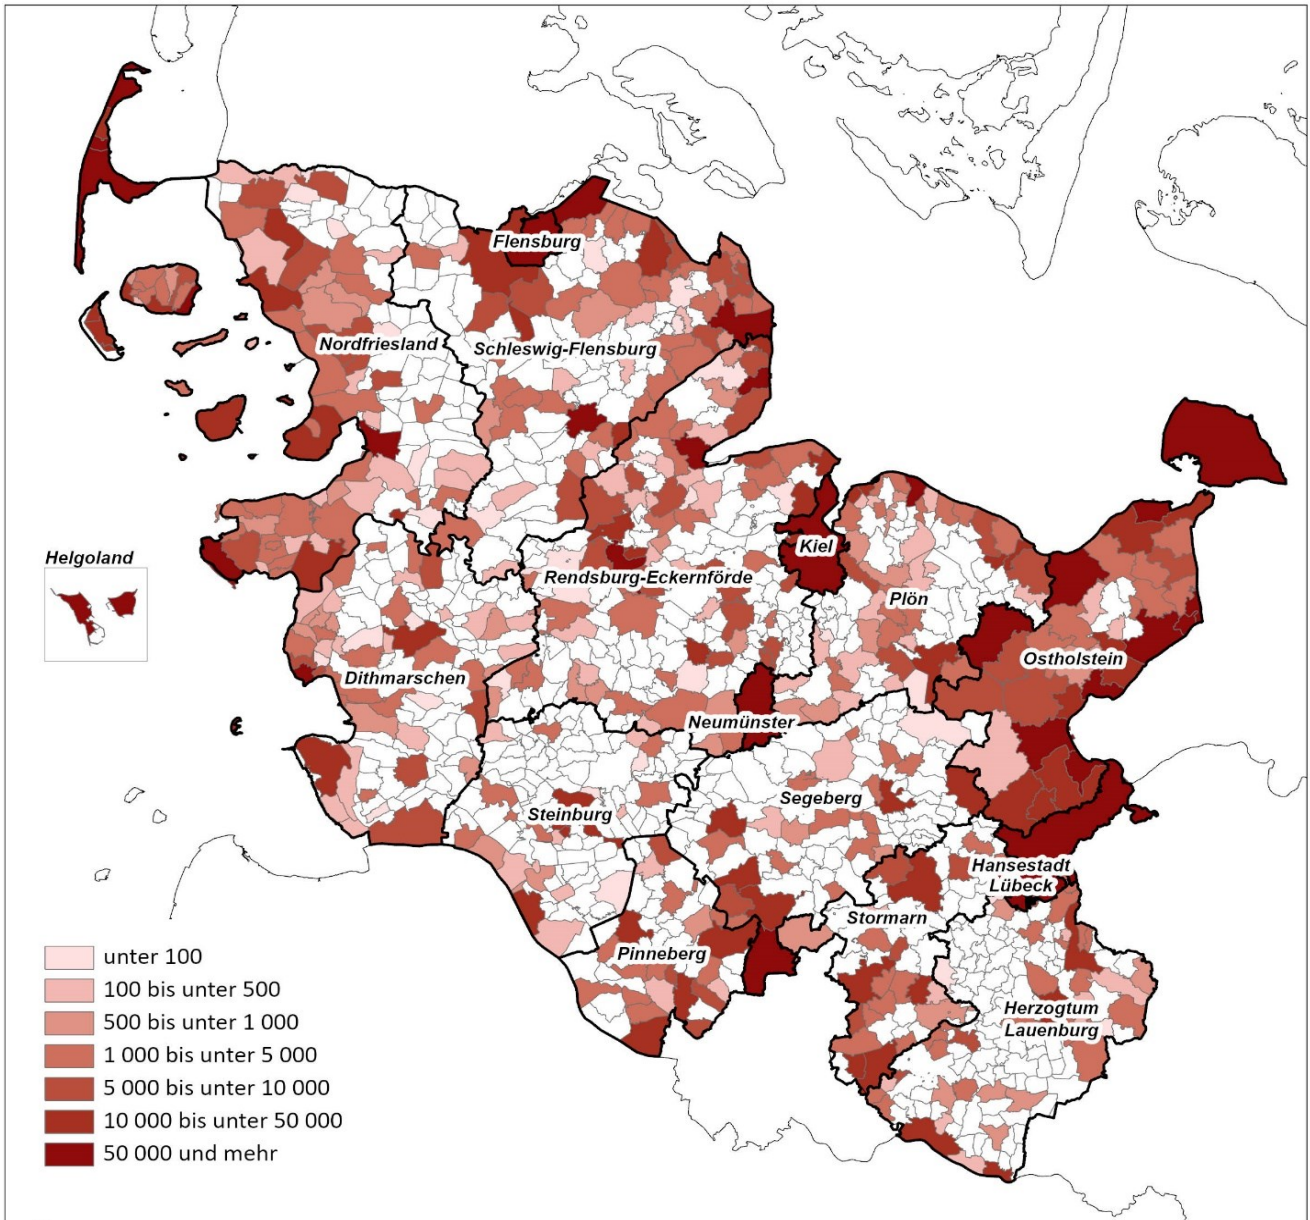 Flensburg
Nordfriesland
Schleswig-Flensburg
Helgoland
Kiel
Rendsburg-Eckernförde
Plön
Ostholstein
Dithmarschen
Neumünster
Segeberg
Steinburg
Hansestadt
Lübeck
Stormarn
Pinneberg
Herzogtum
Lauenburg
unter 100
100 bis unter 500
500 bis unter 1 000
1 000 bis unter 5 000
5 000 bis unter 10 000
10 000 bis unter 50 000
50 000 und mehr